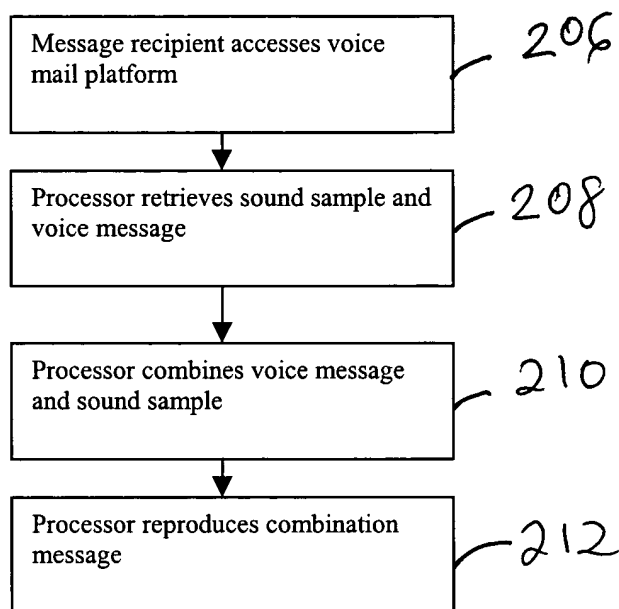 Message recipient accesses voice
mail platform
206
Processor retrieves sound sample and
voice message
208
Processor combines voice message
and sound sample
210
Processor reproduces combination
message
212